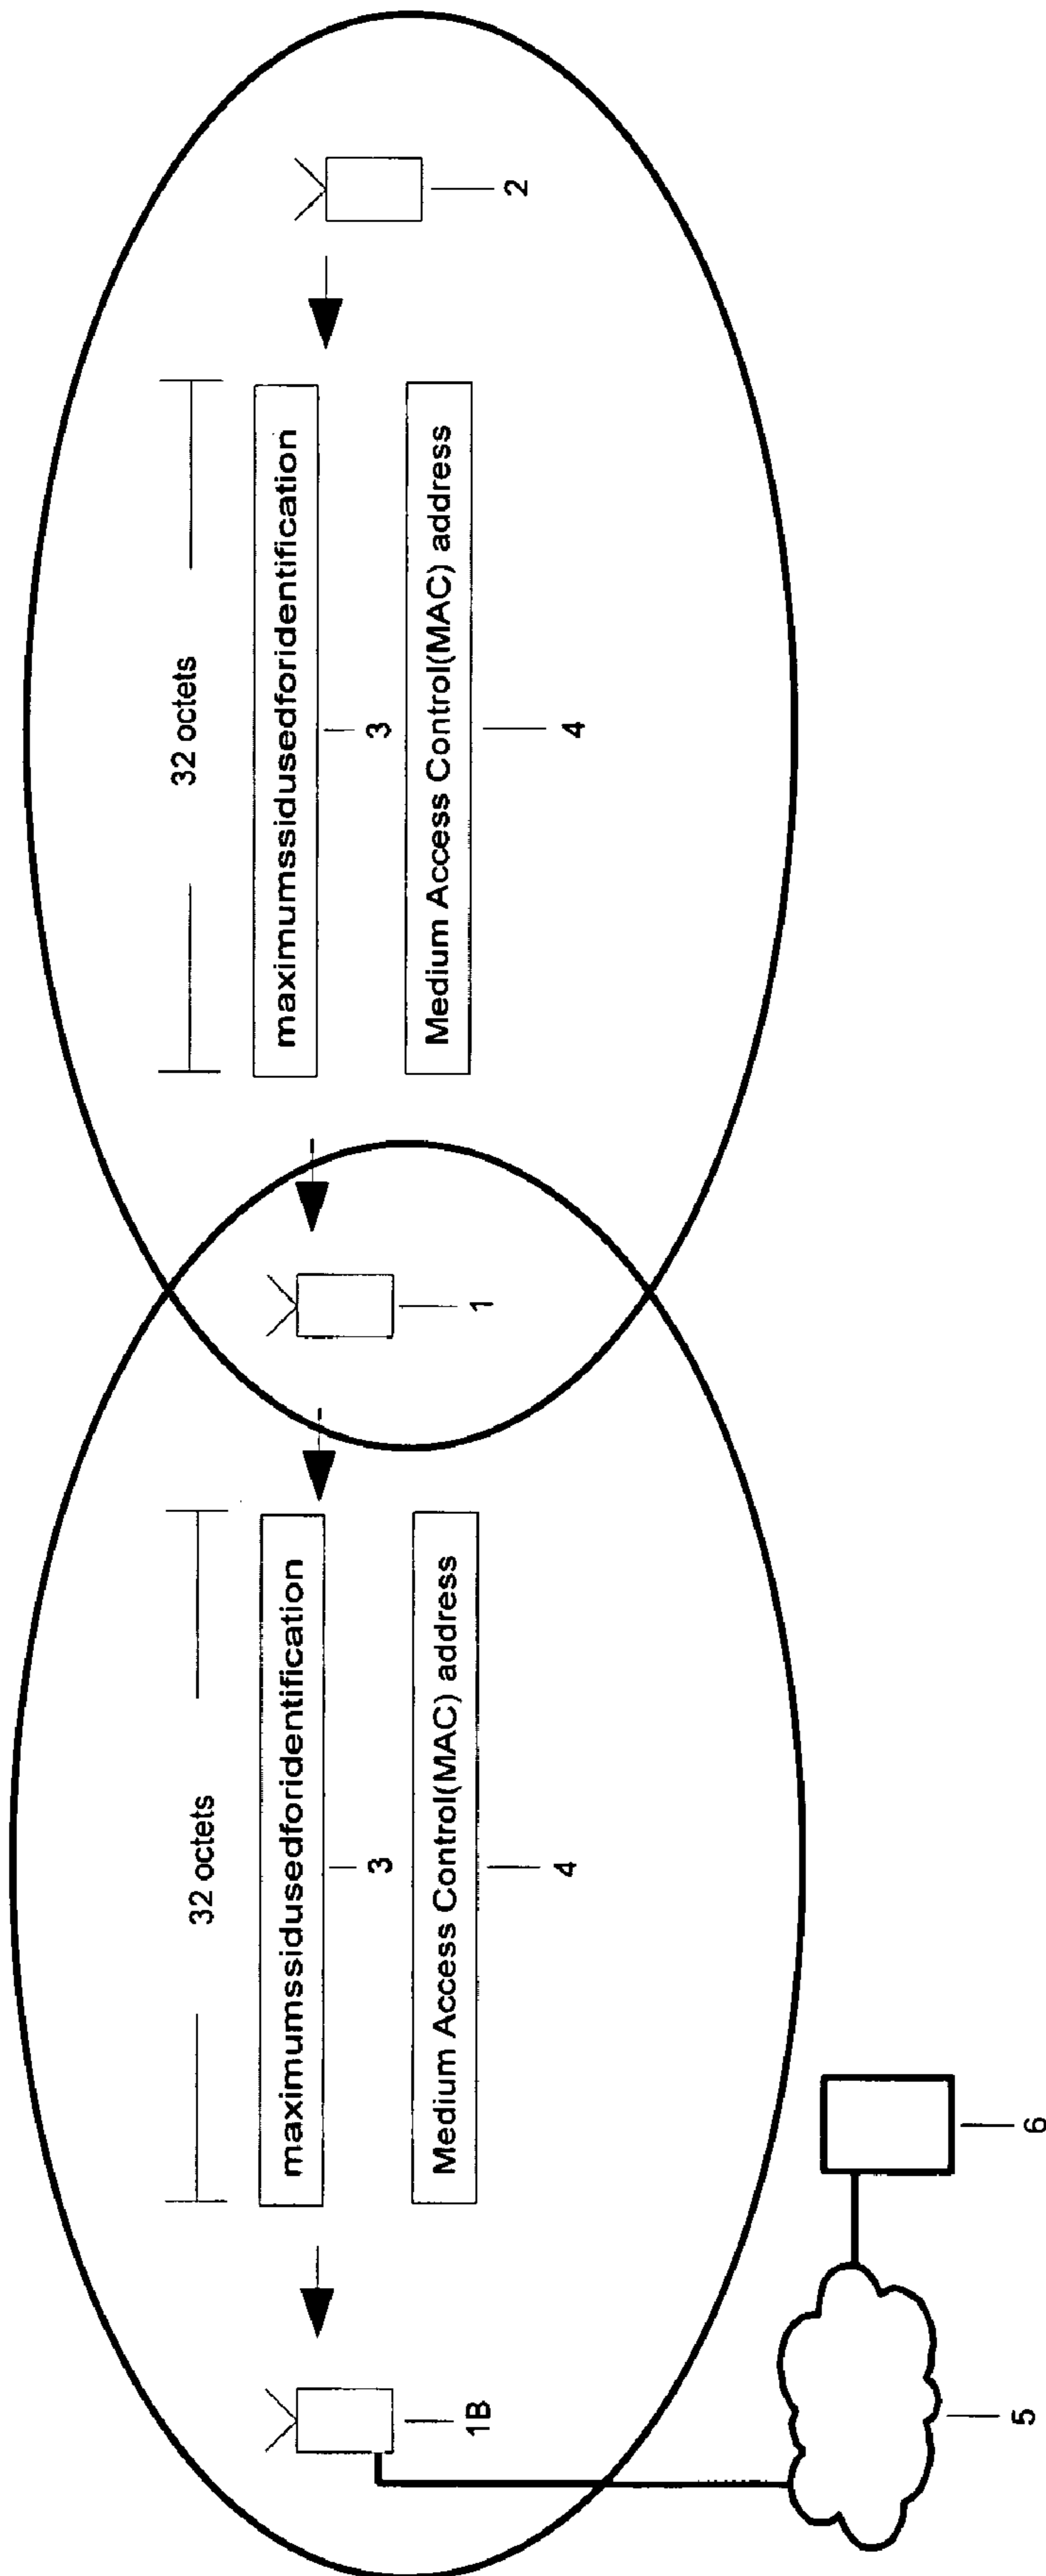 32 octets
32 octets
maximumssidusedforidentification
maximumssidusedforidentification
3
3
Medium Access Control(MAC) address
Medium Access Control(MAC) address
1B
4
1
4
2
5
6